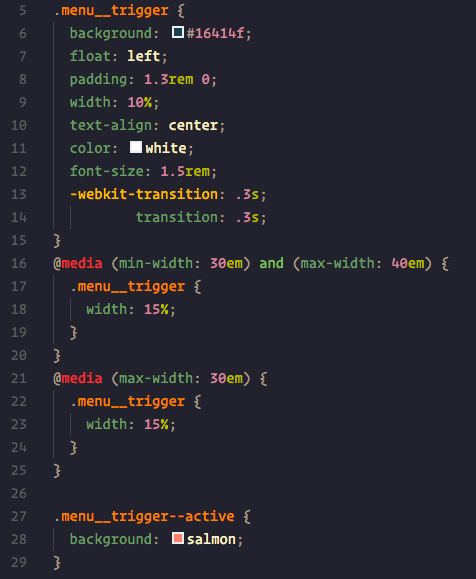 5 .menu__trigger {
6   background: #16414f;
7   float: left;
8   padding: 1.3rem 0;
9   width: 10%;
10   text-align: center;
11   color: white;
12   font-size: 1.5rem;
13   -webkit-transition: .3s;
14           transition: .3s;
15 }
16 @media (min-width: 30em) and (max-width: 40em) {
17   .menu__trigger {
18     width: 15%;
19   }
20 }
21 @media (max-width: 30em) {
22   .menu__trigger {
23     width: 15%;
24   }
25 }
26
27 .menu__trigger--active {
28   background: salmon;
29 }